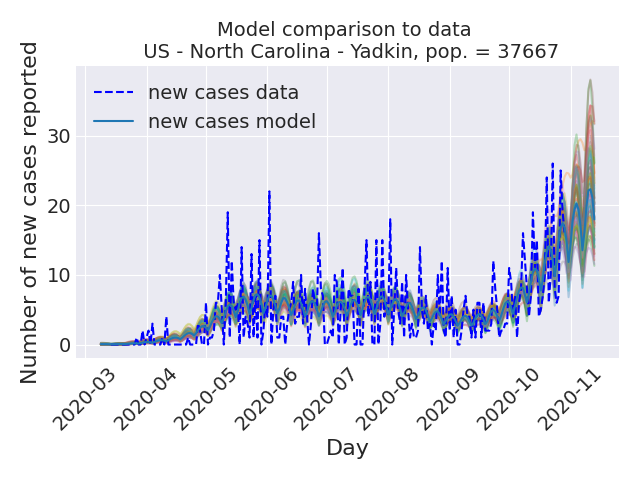 Model comparison to data
US - North Carolina - Yadkin, pop. = 37667
Number of new cases reported
new cases data
new cases model
30
20
10
0
2020-03
2020-04
2020-05
2020-06
2020-07
2020-08
2020-09
2020-10
2020-11
Day